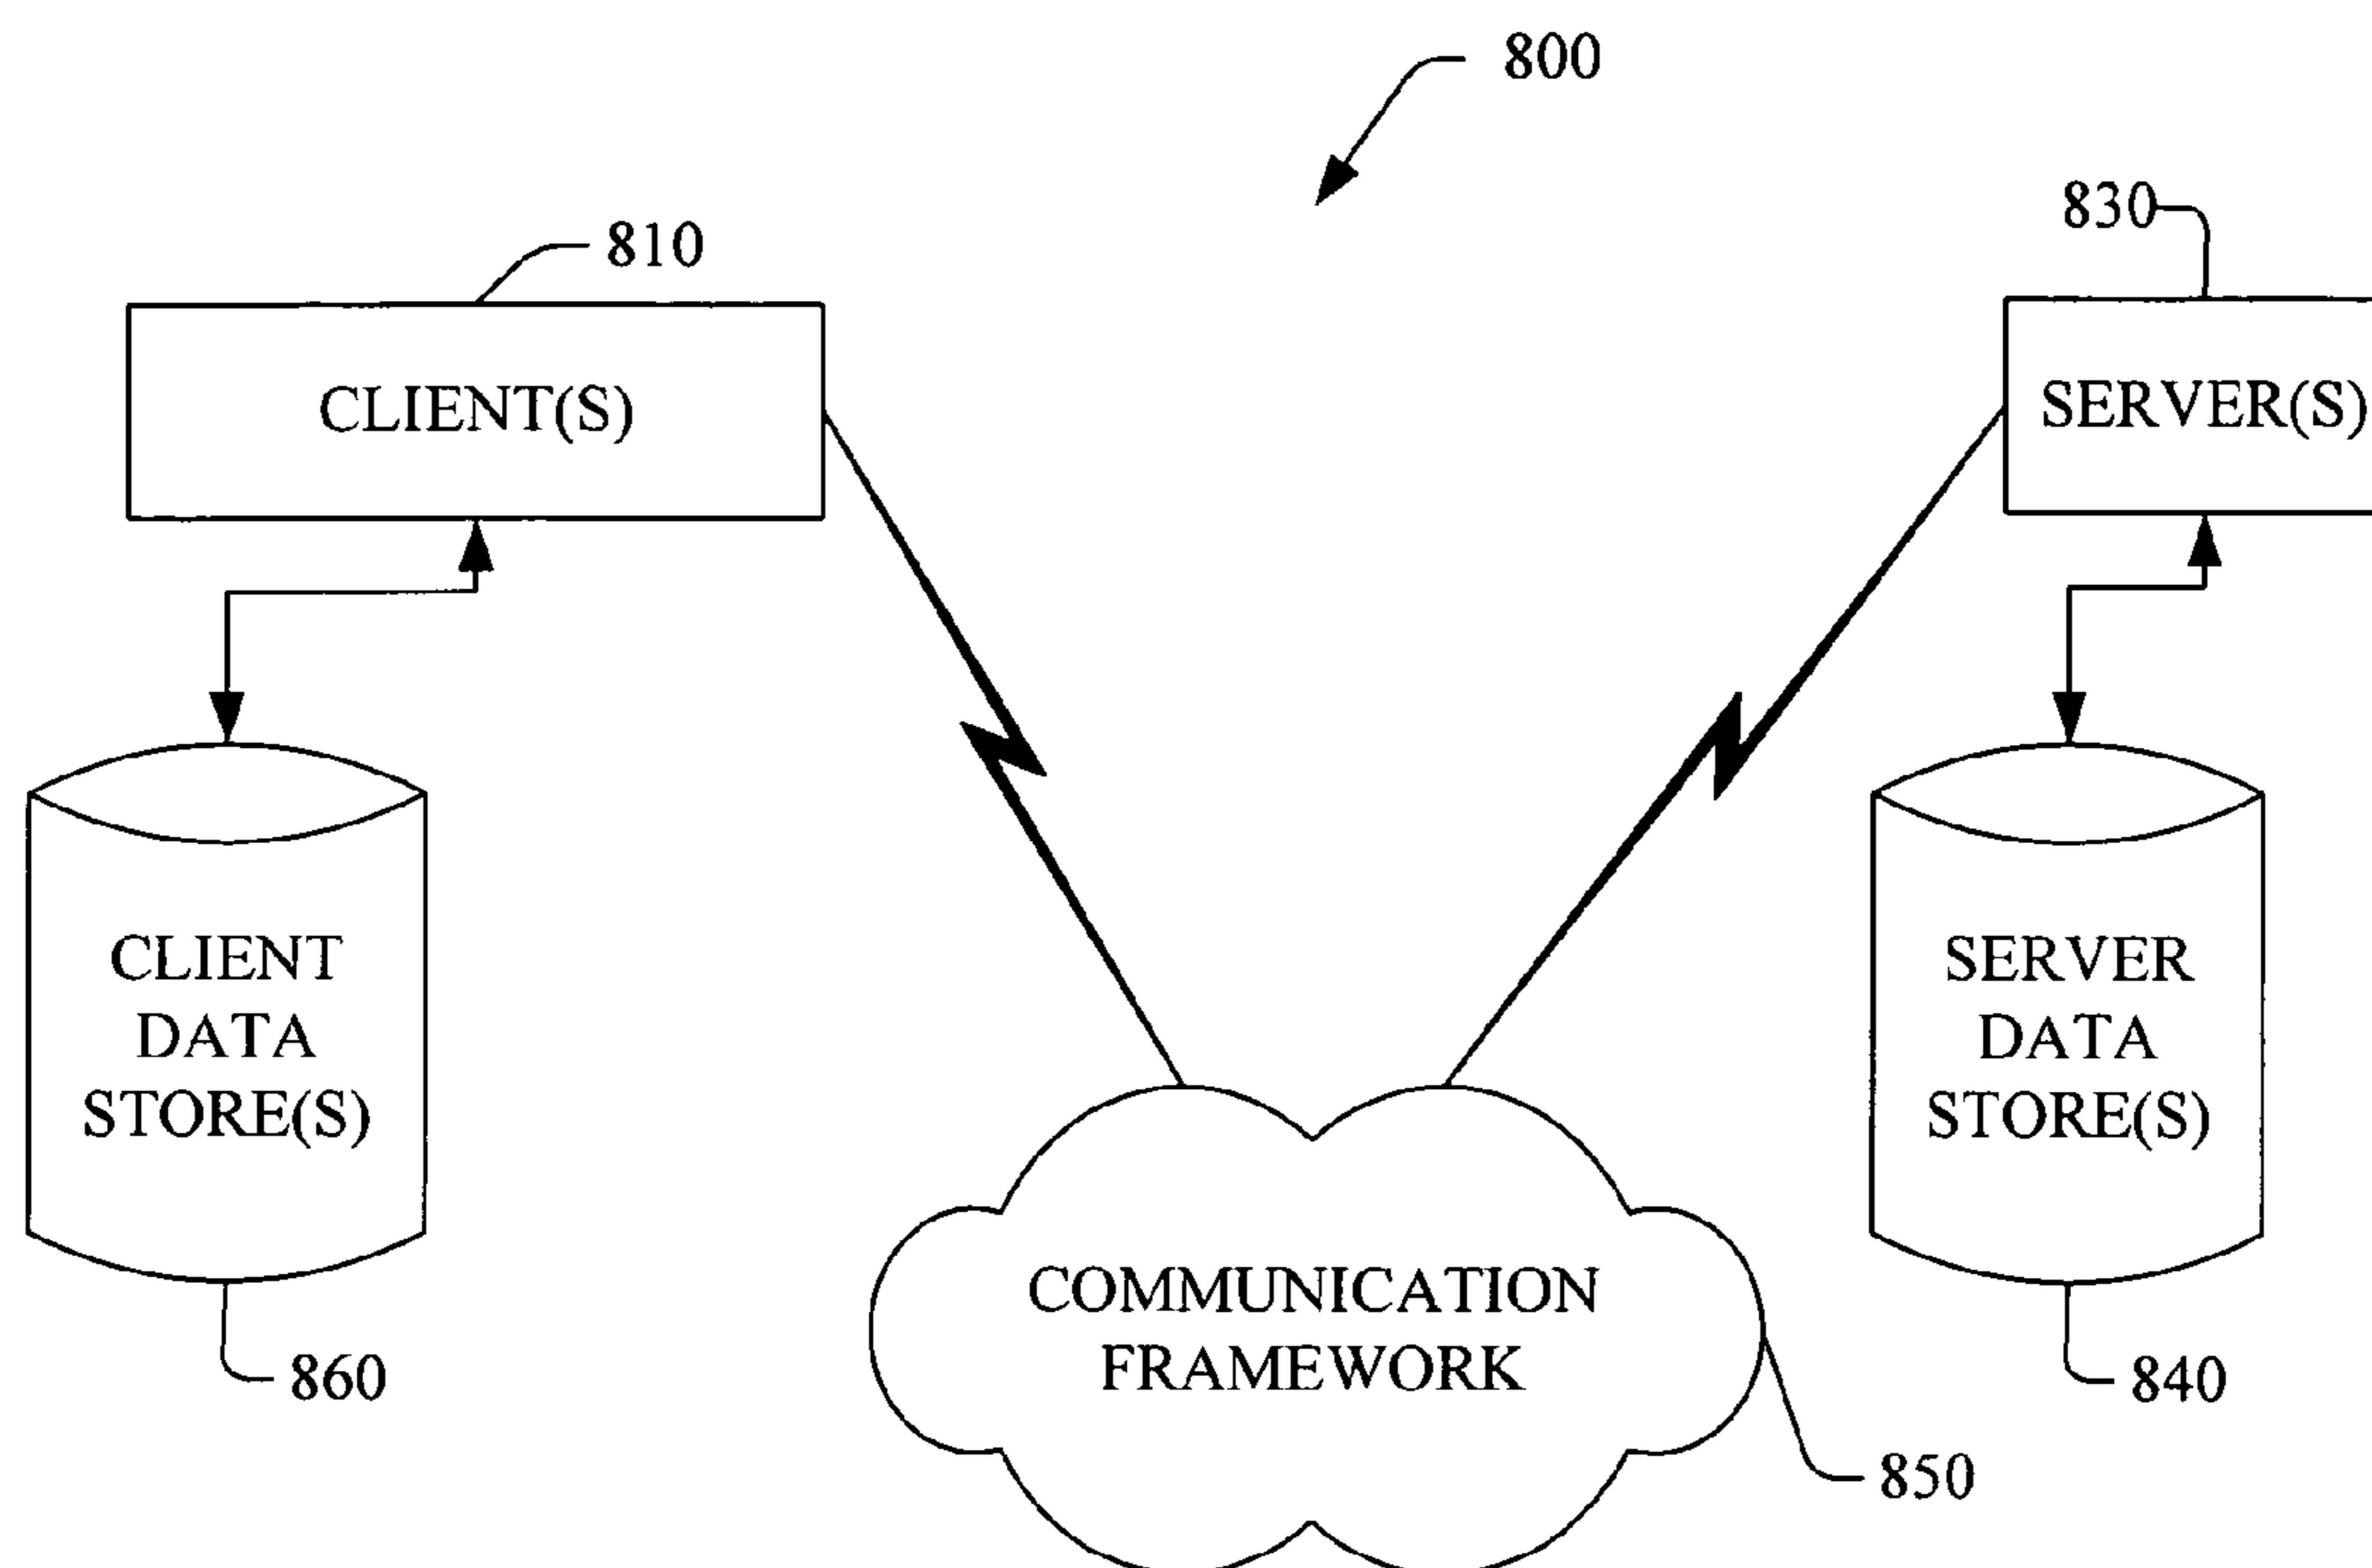 800
810
830
CLIENT(S)
SERVER(S)
CLIENT
DATA
STORE(S)
SERVER
DATA
STORE(S)
COMMUNICATION
FRAMEWORK
860
840
850